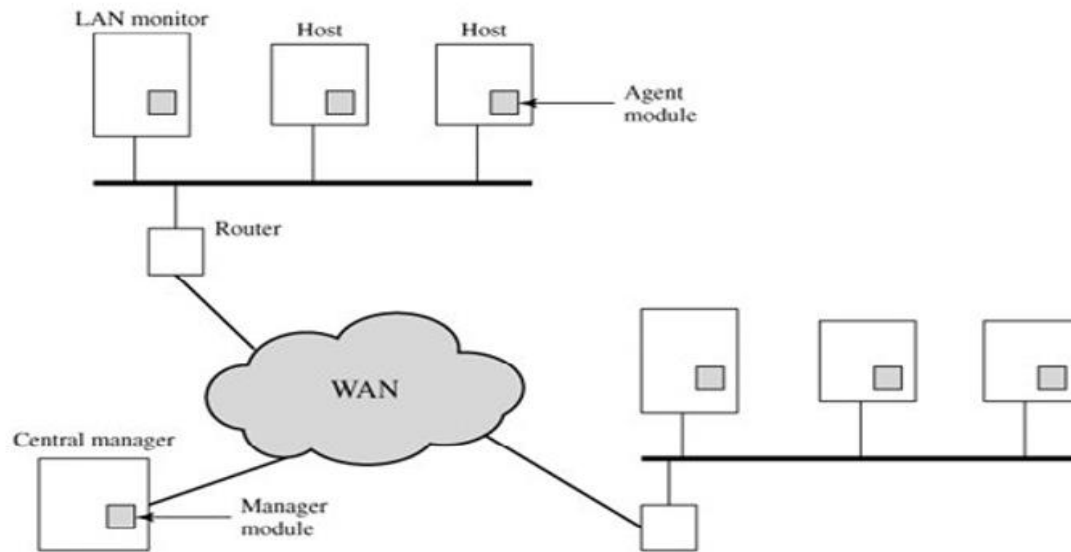 LAN monitor
Host
Host
Agent
module
Router
WAN
Central manager
Manager
module